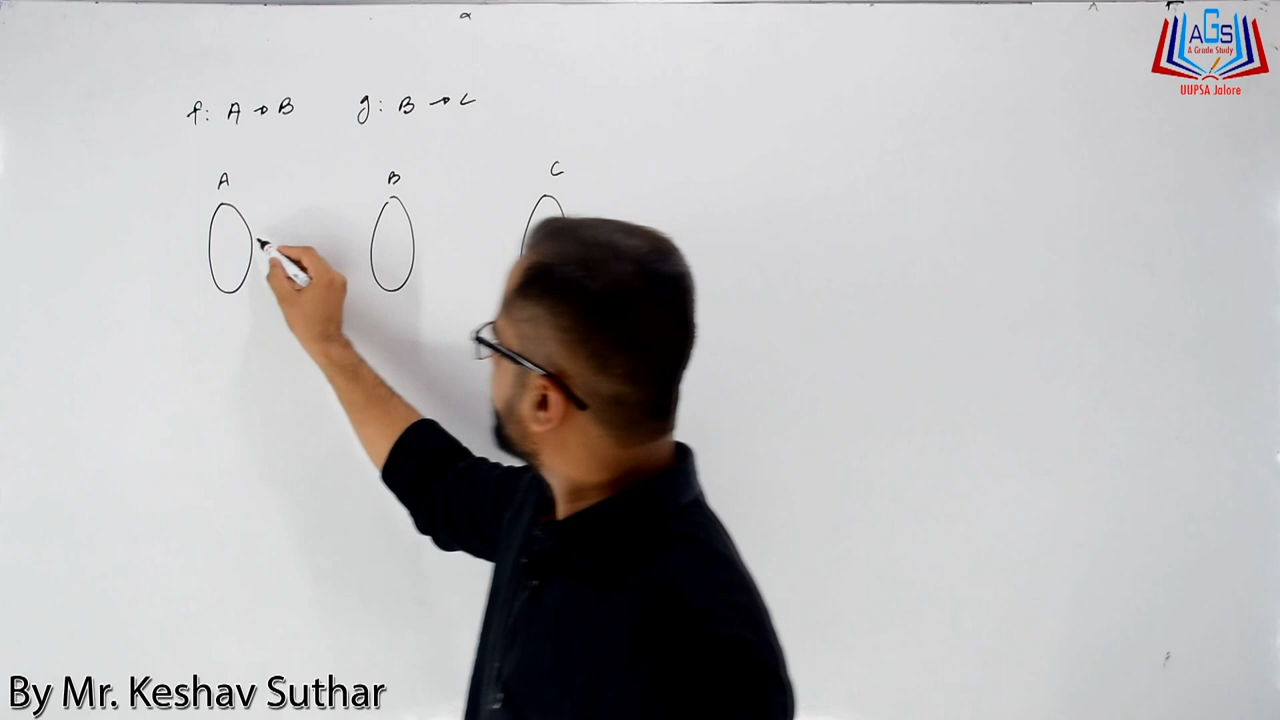 AGS
A Grade Study
UUPSA Jalore
f: A → B g: B → C
A B C
By Mr. Keshav Suthar